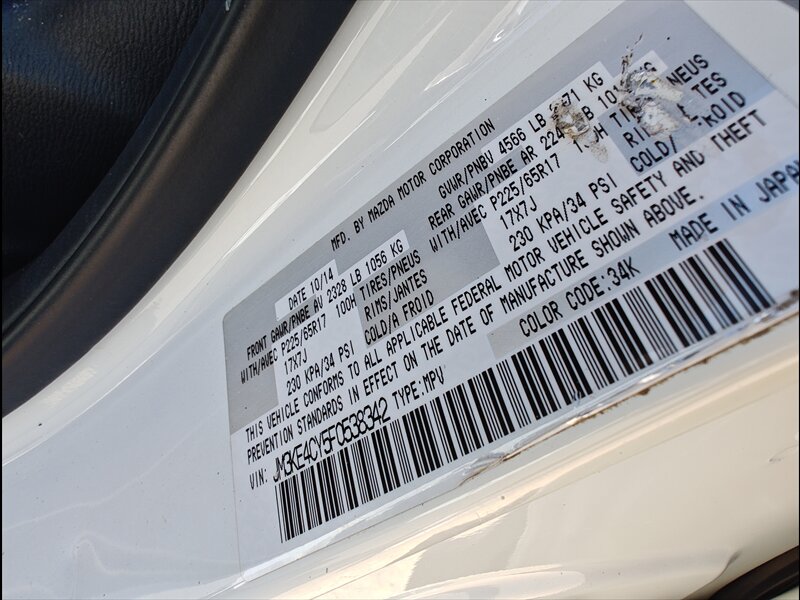 MFD. BY MAZDA MOTOR CORPORATION
DATE 10/14
GVWR/PNBV 4566 LB KG
FRONT GAWR/PNBE AV 2328 LB 1056 KG
REAR GAWR/PNBE AR
WITH/AVEC P225/65R17 100H TIRES/PNEUS
WITH/AVEC P225/65R17 100H
17X7J RIMS/JANTES
17X7J
230 KPA/34 PSI COLD/A FROID
230 KPA/34 PSI COLD/ FROID
THIS VEHICLE CONFORMS TO ALL APPLICABLE FEDERAL MOTOR VEHICLE SAFETY AND THEFT
PREVENTION STANDARDS IN EFFECT ON THE DATE OF MANUFACTURE SHOWN ABOVE.
VIN: JM3KE4CY5F0538342 TYPE:MPV
COLOR CODE:34K
MADE IN JAPAN